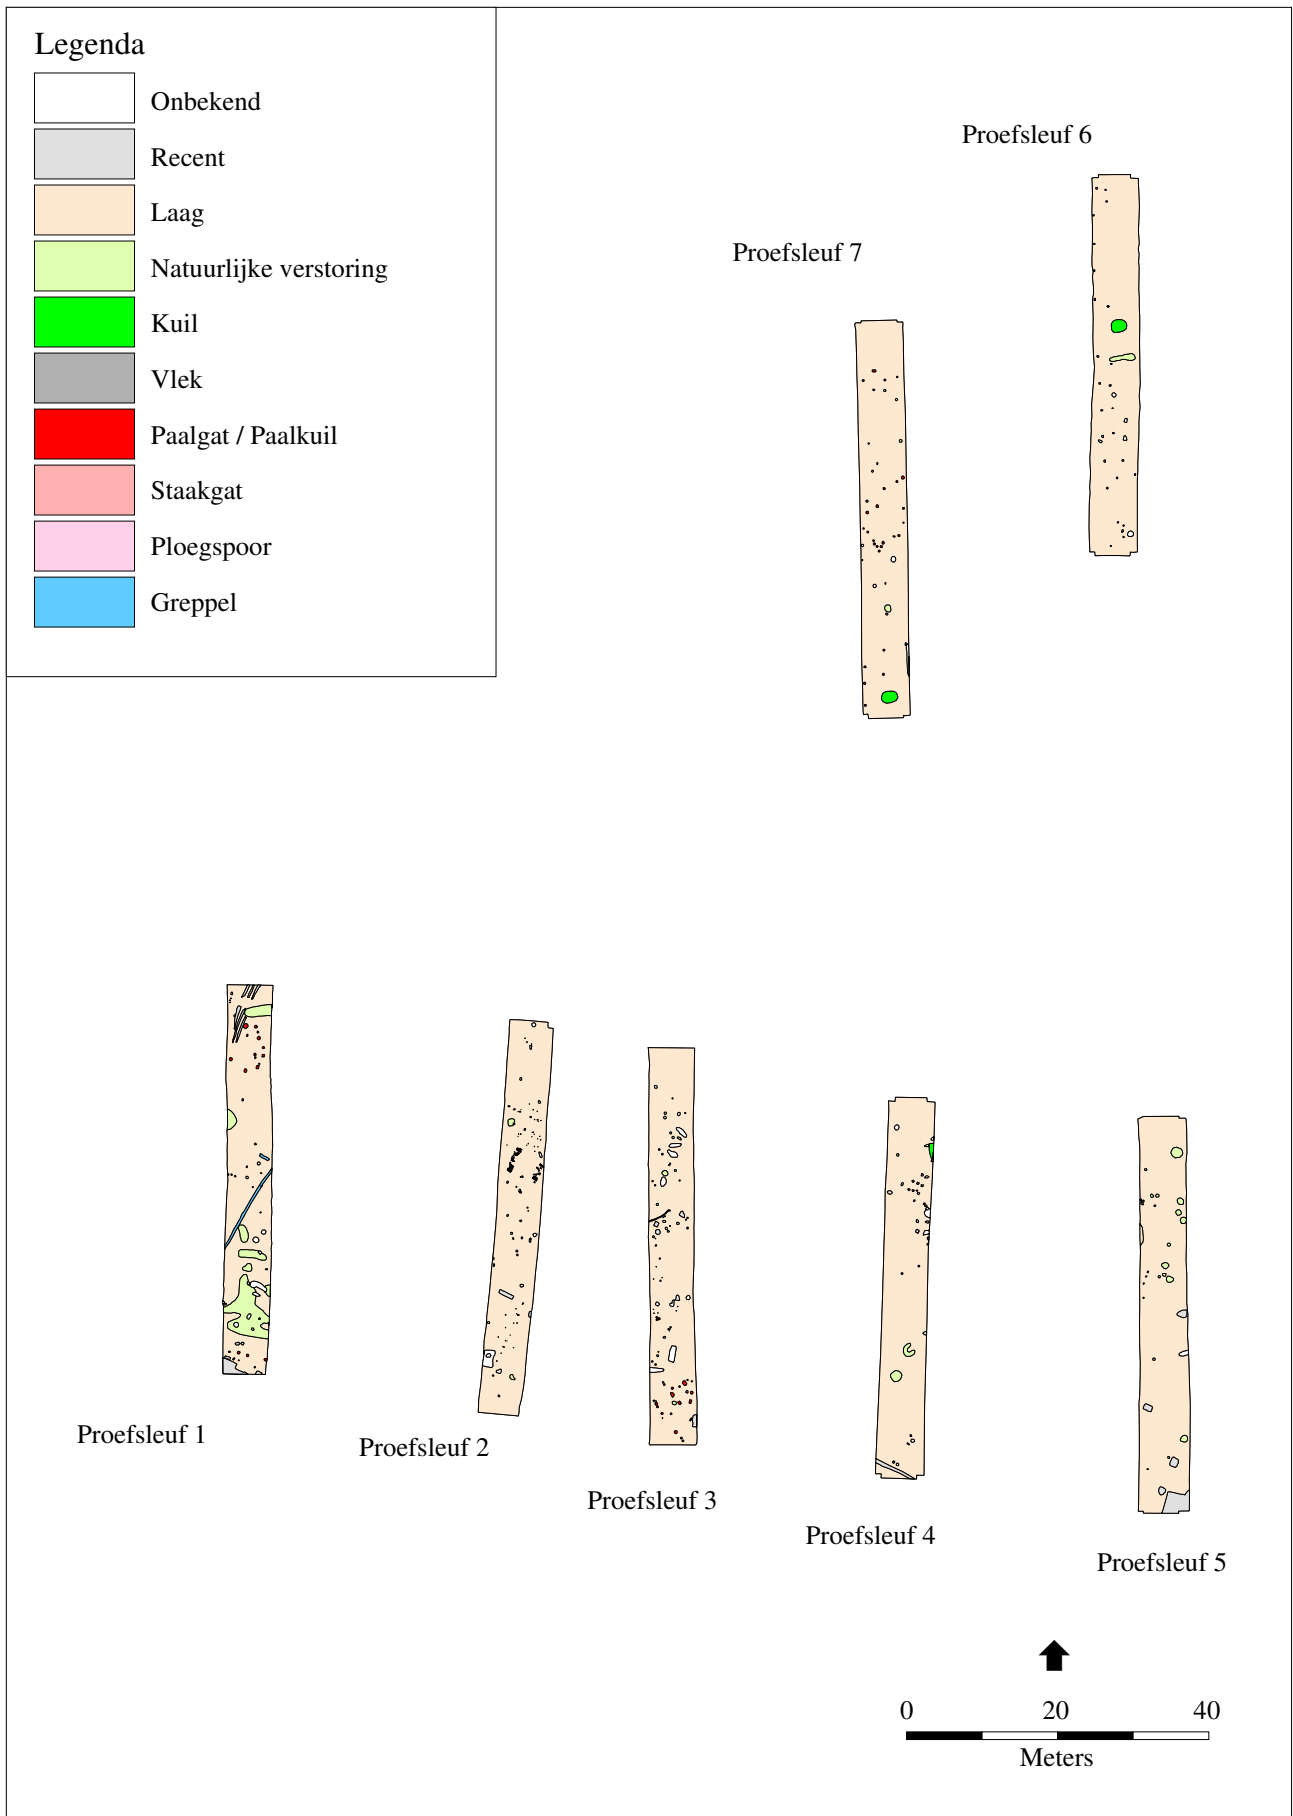 Legenda
Onbekend
Recent
Laag
Natuurlijke verstoring
Kuil
Vlek
Paalgat / Paalkuil
Staakgat
Ploegspoor
Greppel
Proefsleuf 6
Proefsleuf 7
Proefsleuf 1
Proefsleuf 2
Proefsleuf 3
Proefsleuf 4
Proefsleuf 5
0 20 40
Meters